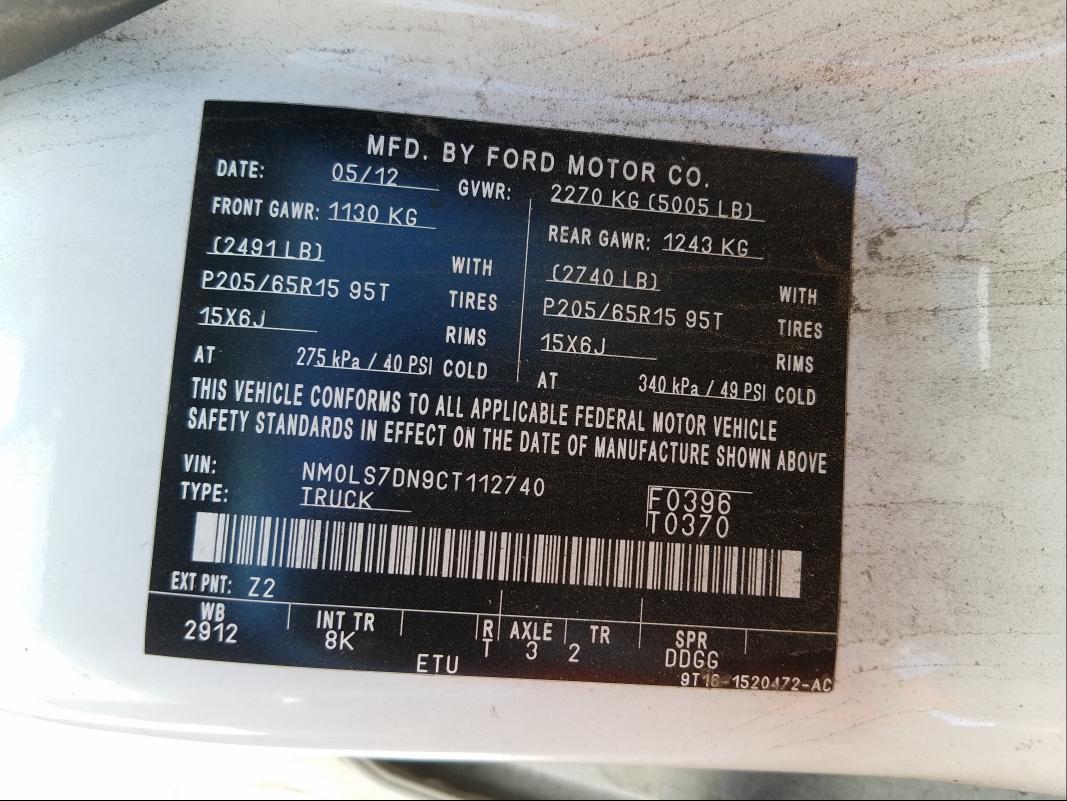 MFD. BY FORD MOTOR CO.
DATE: 05/12 GVWR: 2270 KG (5005 LB)
FRONT GAWR: 1130 KG REAR GAWR: 1243 KG
(2491 LB) WITH (2740 LB) WITH
P205/65R15 95T TIRES P205/65R15 95T TIRES
15X6J RIMS 15X6J RIMS
AT 275 kPa / 40 PSI COLD AT 340 kPa / 49 PSI COLD
THIS VEHICLE CONFORMS TO ALL APPLICABLE FEDERAL MOTOR VEHICLE
SAFETY STANDARDS IN EFFECT ON THE DATE OF MANUFACTURE SHOWN ABOVE
VIN: NM0LS7DN9CT112740 F0396
TYPE: TRUCK T0370
EXT PNT: Z2
WB INT TR RT AXLE TR SPR
2912 8K 3 2 DDGG
ETU
9T16-1520472-AC